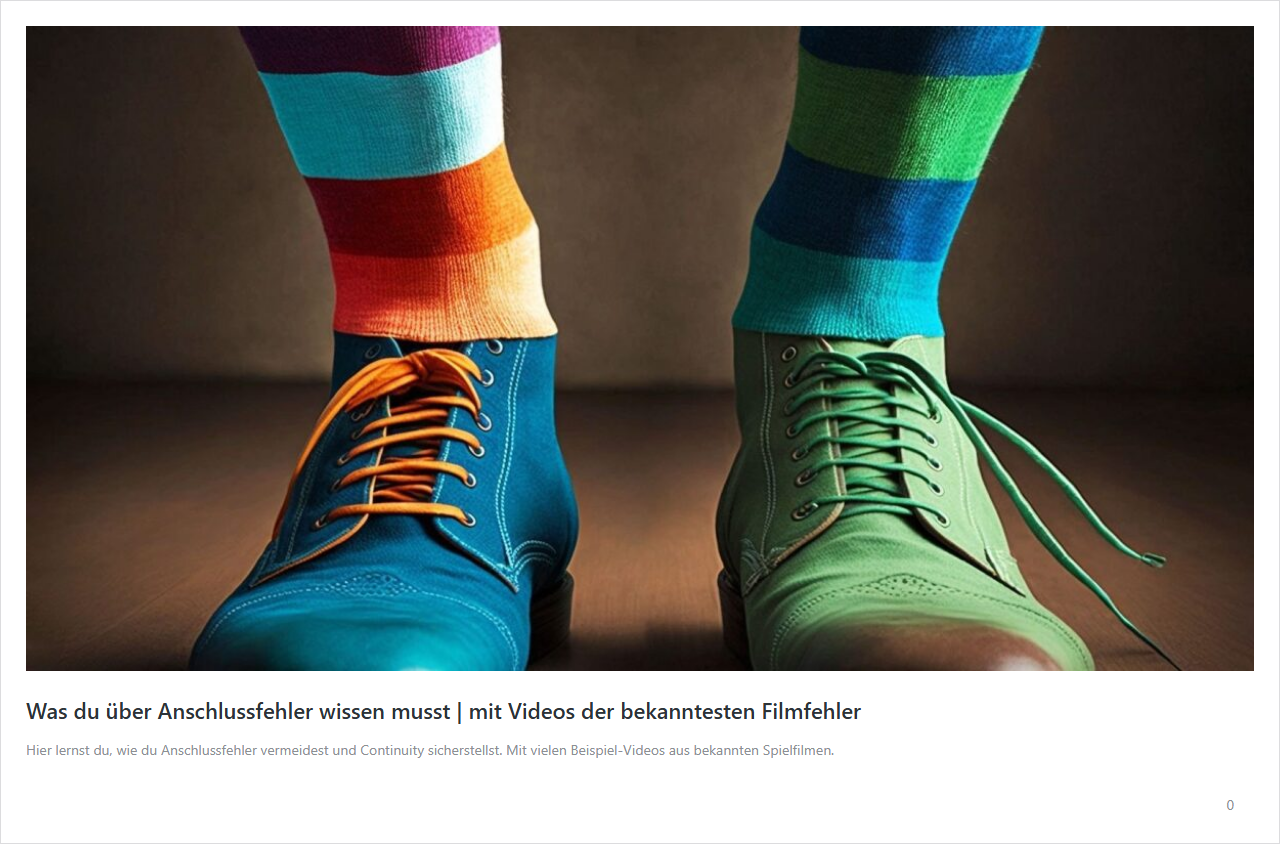 Was du über Anschlussfehler wissen musst | mit Videos der bekanntesten Filmfehler
Hier lernst du, wie du Anschlussfehler vermeidest und Continuity sicherstellst. Mit vielen Beispiel-Videos aus bekannten Spielfilmen.
0